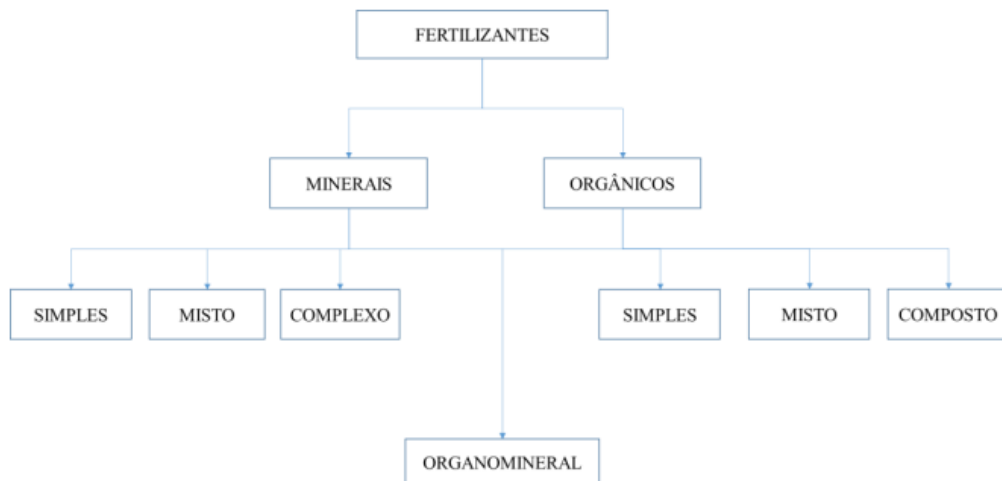 FERTILIZANTES
MINERAIS
ORGÂNICOS
SIMPLES
MISTO
COMPLEXO
SIMPLES
MISTO
COMPOSTO
ORGANOMINERAL